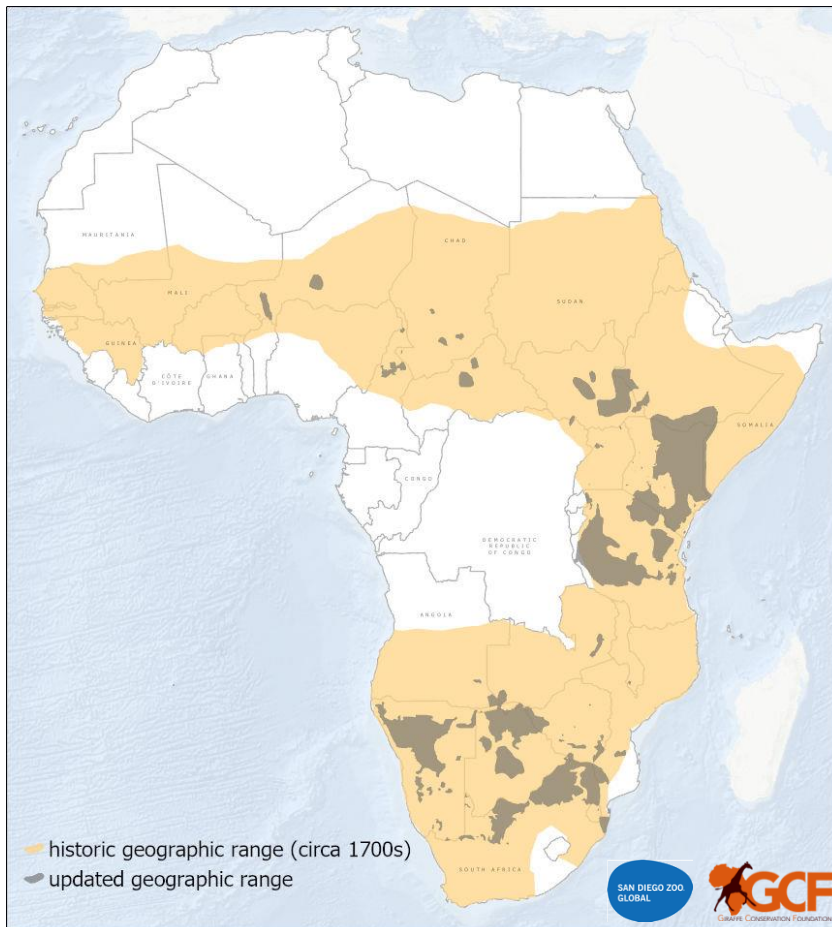 MAURITANIA
CHAD
MALI
SUDAN
GUINEA
CÔTE
D'IVOIRE
GHANA
SOMALIA
CONGO
DEMOCRATIC
REPUBLIC
OF CONGO
ANGOLA
historic geographic range (circa 1700s)
updated geographic range
SOUTH AFRICA
SAN DIEGO ZOO
GLOBAL
GCF
GIRAFFE CONSERVATION FOUNDATION